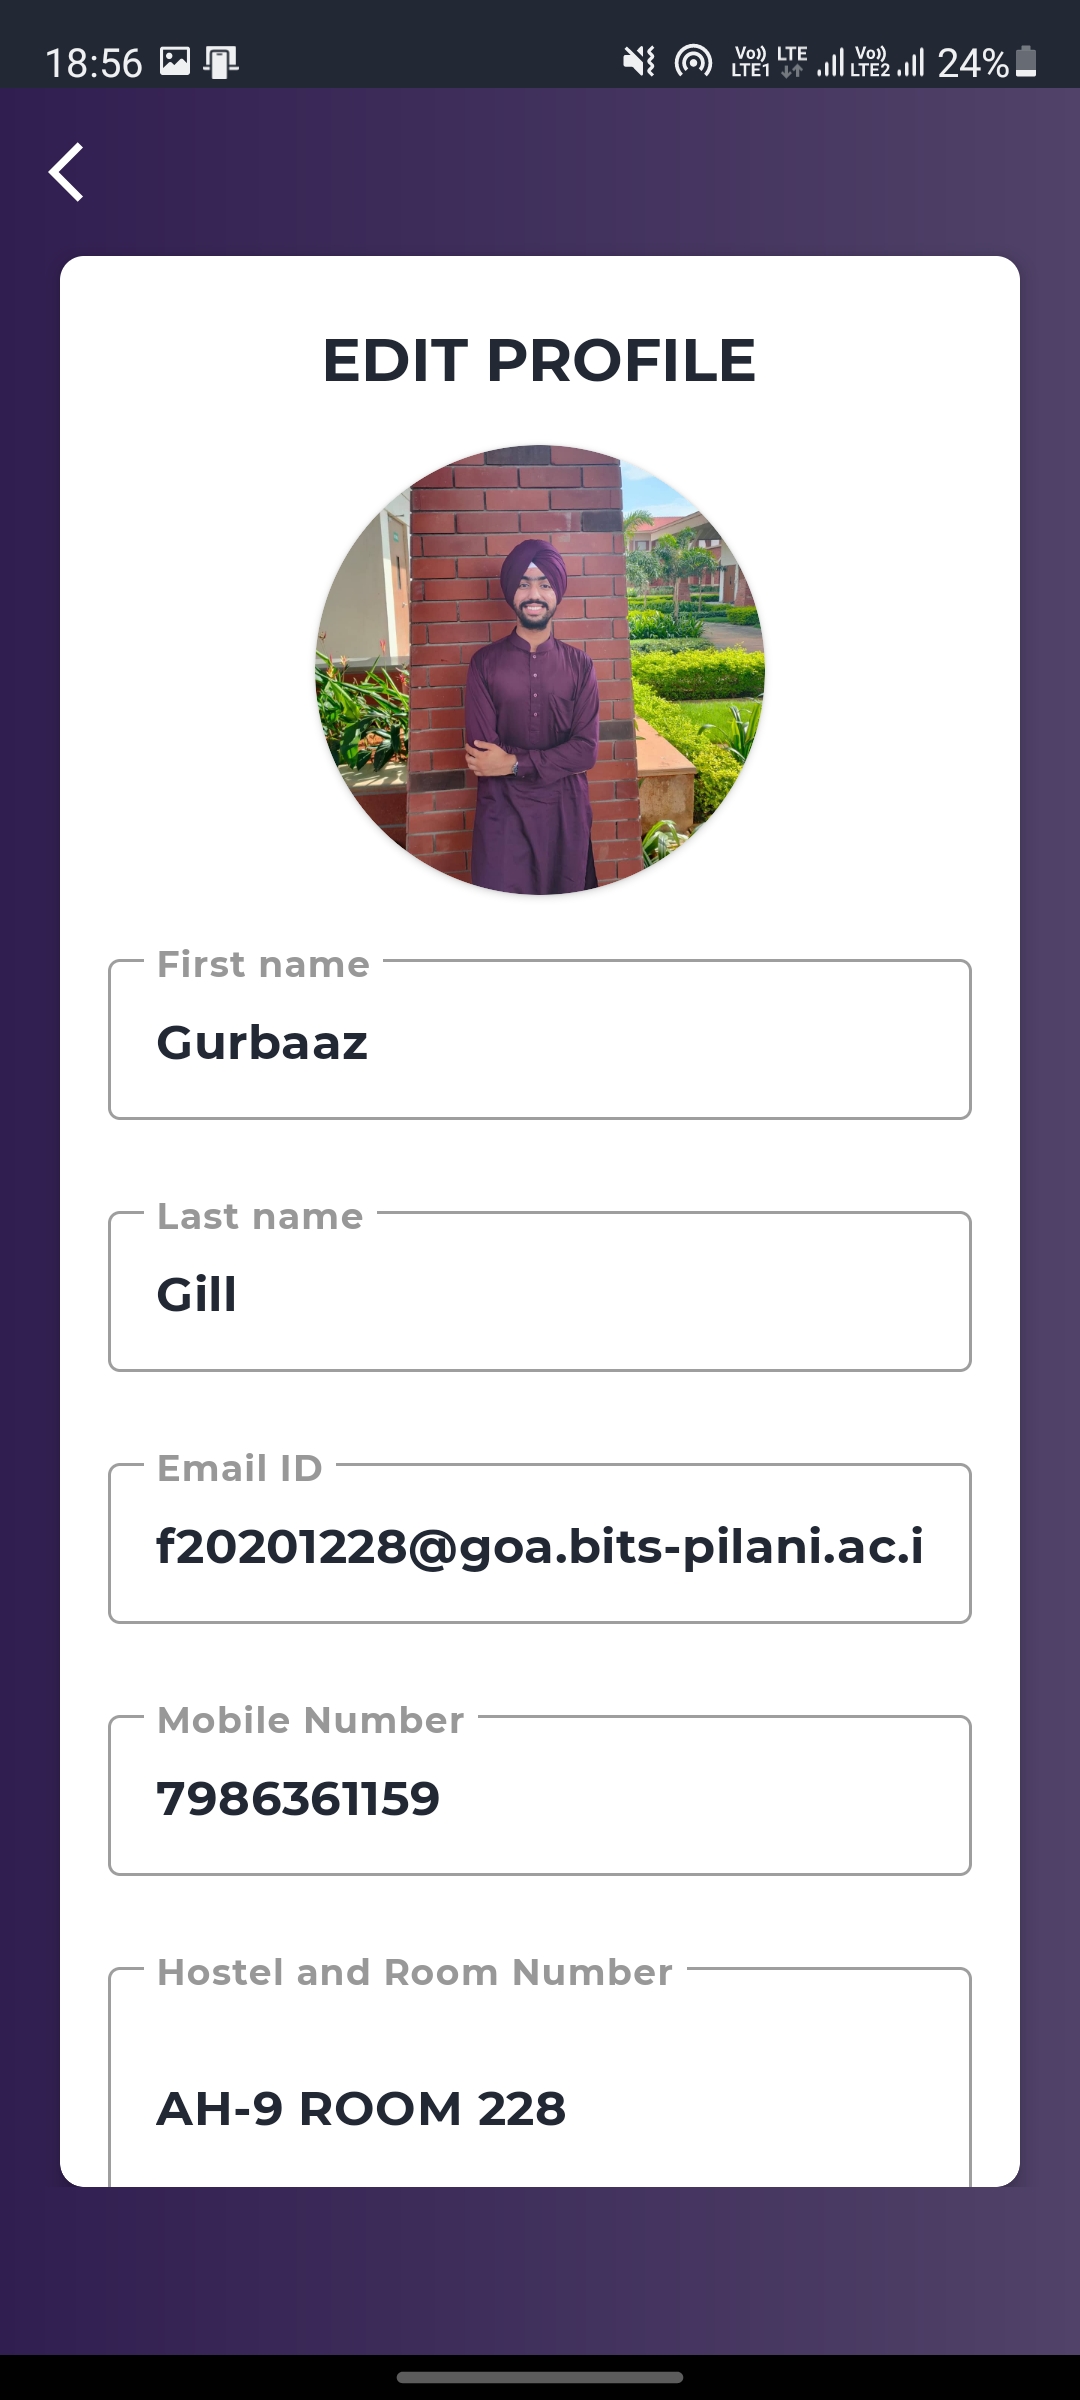 18:56 Vo)) LTE1 LTE Vo)) LTE2 24%
EDIT PROFILE
First name
Gurbaaz
Last name
Gill
Email ID
f20201228@goa.bits-pilani.ac.i
Mobile Number
7986361159
Hostel and Room Number
AH-9 ROOM 228